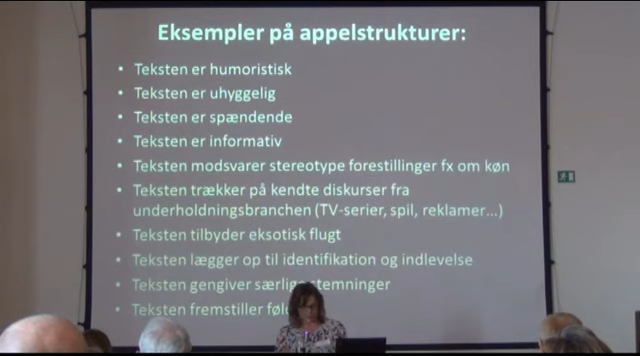 Eksempler på appelstrukturer:
• Teksten er humoristisk
• Teksten er uhyggelig
• Teksten er spændende
• Teksten er informativ
• Teksten modsvarer stereotype forestillinger fx om køn
• Teksten trækker på kendte diskurser fra
underholdningsbranchen (TV-serier, spil, reklamer...)
• Teksten tilbyder eksotisk flugt
• Teksten lægger op til identifikation og indlevelse
• Teksten gengiver særlige stemninger
• Teksten fremstiller